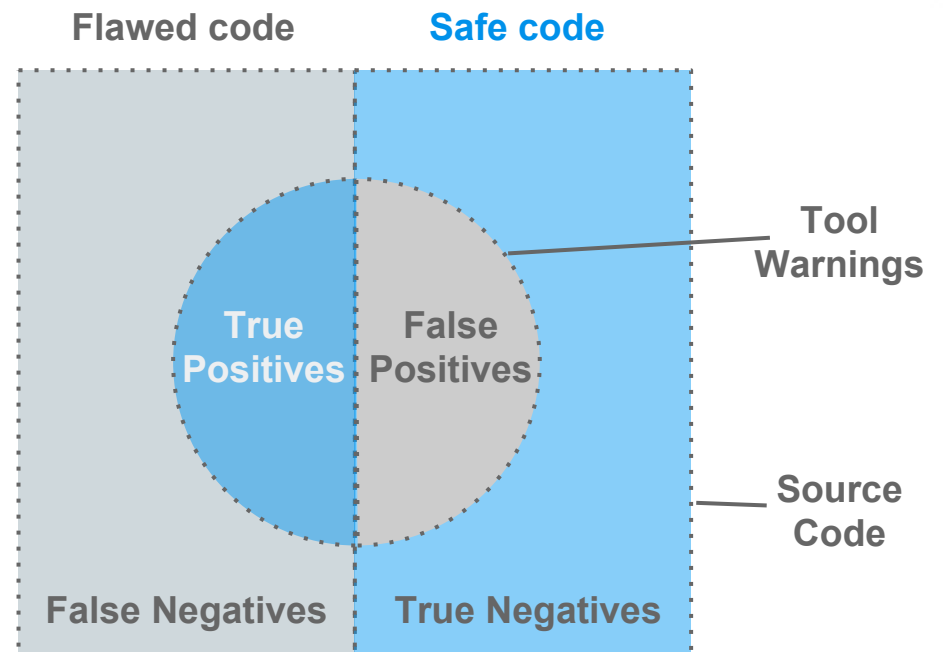 Flawed code
Safe code
Tool
Warnings
True
Positives
False
Positives
Source
Code
False Negatives
True Negatives